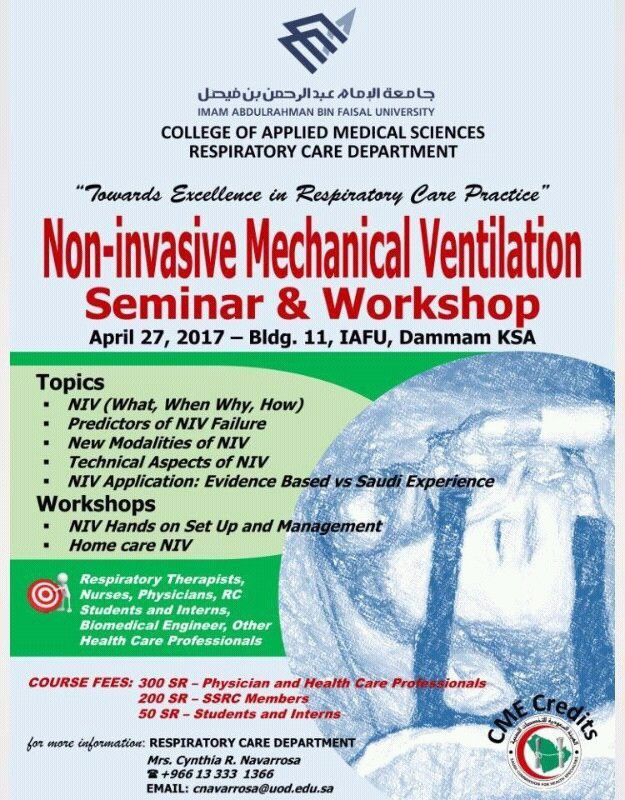 جامعة الإمام عبدالرحمن بن فيصل
IMAM ABDULRAHMAN BIN FAISAL UNIVERSITY
COLLEGE OF APPLIED MEDICAL SCIENCES
RESPIRATORY CARE DEPARTMENT
“Towards Excellence in Respiratory Care Practice”
Non-invasive Mechanical Ventilation
Seminar & Workshop
April 27, 2017 – Bldg. 11, IAFU, Dammam KSA
Topics
▪ NIV (What, When Why, How)
▪ Predictors of NIV Failure
▪ New Modalities of NIV
▪ Technical Aspects of NIV
▪ NIV Application: Evidence Based vs Saudi Experience
Workshops
▪ NIV Hands on Set Up and Management
▪ Home care NIV
Respiratory Therapists,
Nurses, Physicians, RC
Students and Interns,
Biomedical Engineer, Other
Health Care Professionals
COURSE FEES: 300 SR – Physician and Health Care Professionals
200 SR – SSRC Members
50 SR – Students and Interns
CME Credits
for more information: RESPIRATORY CARE DEPARTMENT
Mrs. Cynthia R. Navarrosa
☎ +966 13 333 1366
EMAIL: cnavarrosa@uod.edu.sa